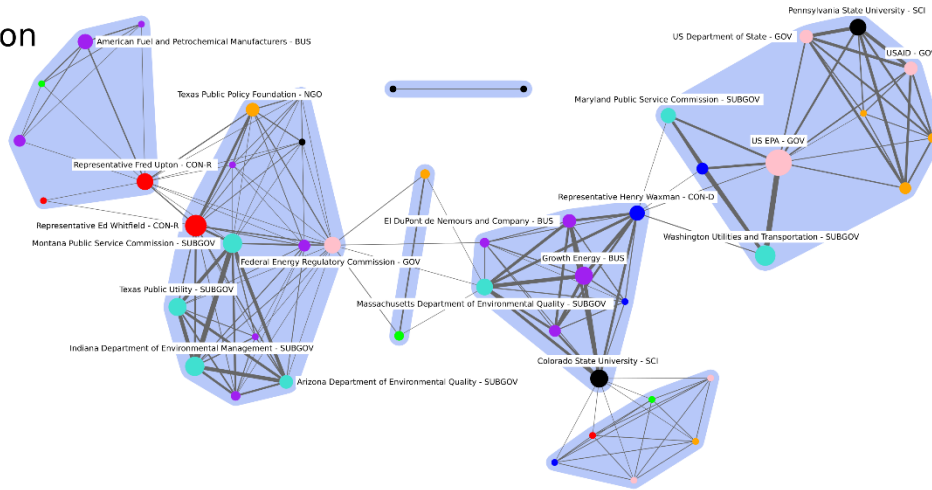 on
Pennsylvania State University - SCI
US Department of State - GOV
American Fuel and Petrochemical Manufacturers - BUS
USAID - GOV
Texas Public Policy Foundation - NGO
Maryland Public Service Commission - SUBGOV
US EPA - GOV
Representative Fred Upton - CON-R
Representative Henry Waxman - CON-D
El DuPont de Nemours and Company - BUS
Representative Ed Whitfield - CON-R
Washington Utilities and Transportation - SUBGOV
Montana Public Service Commission - SUBGOV
Growth Energy - BUS
Federal Energy Regulatory Commission - GOV
Texas Public Utility - SUBGOV
Massachusetts Department of Environmental Quality - SUBGOV
Indiana Department of Environmental Management - SUBGOV
Colorado State University - SCI
Arizona Department of Environmental Quality - SUBGOV